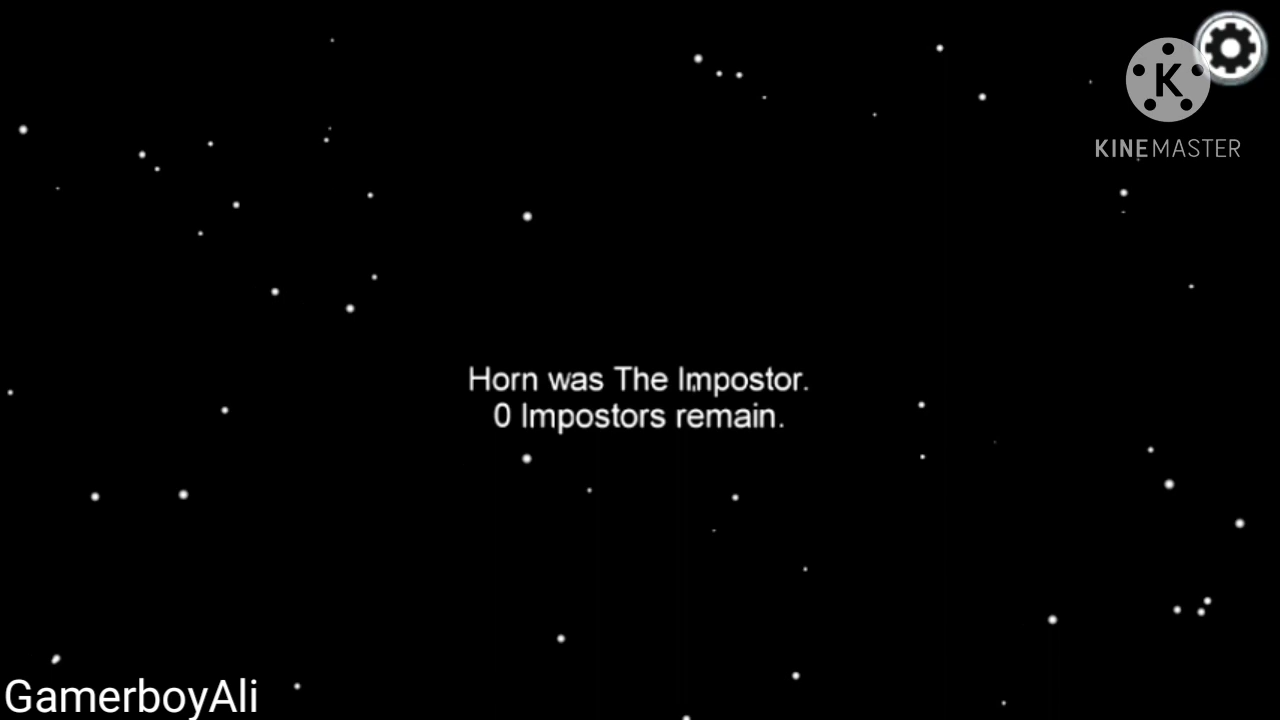 K
KINEMASTER
Horn was The Impostor.
0 Impostors remain.
GamerboyAli